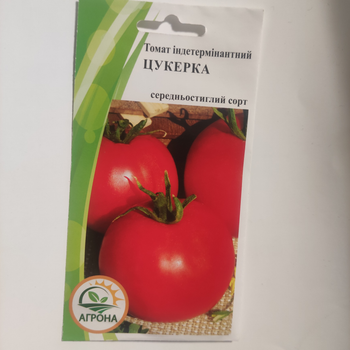 Томат індетермінантний
ЦУКЕРКА
середньостиглий сорт
АГРОНА